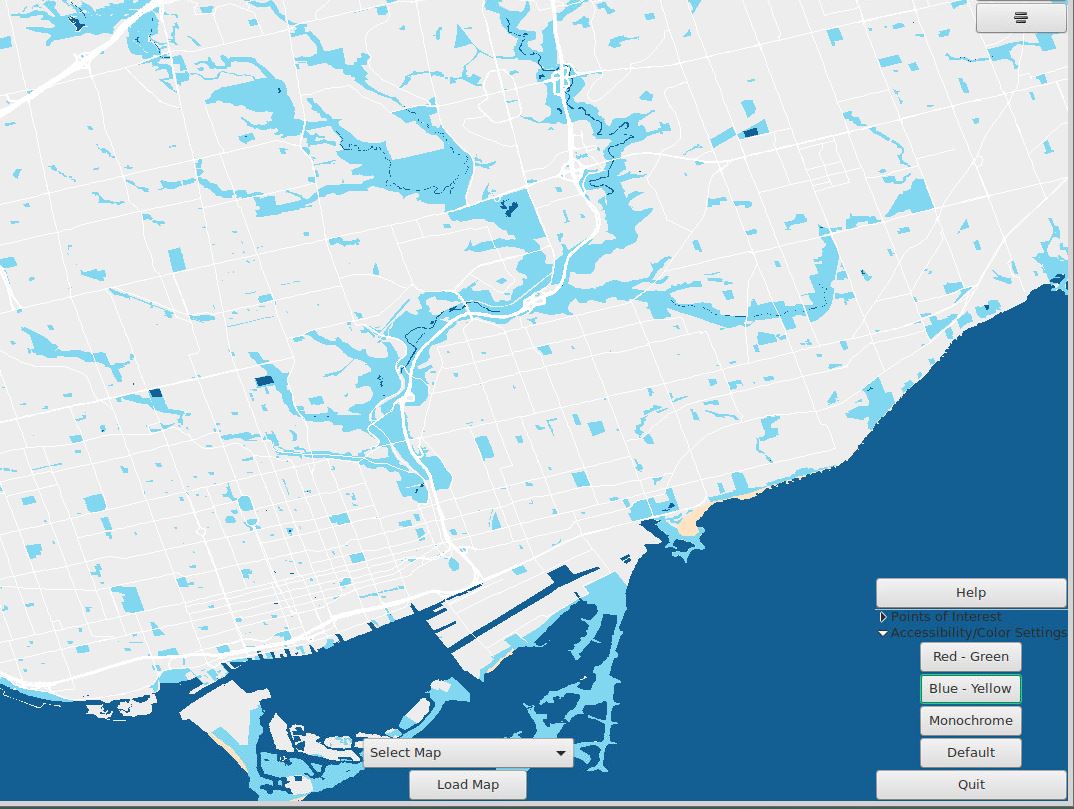 Help
Points of Interest
Accessibility/Color Settings
Red - Green
Blue - Yellow
Monochrome
Select Map
Default
Load Map
Quit